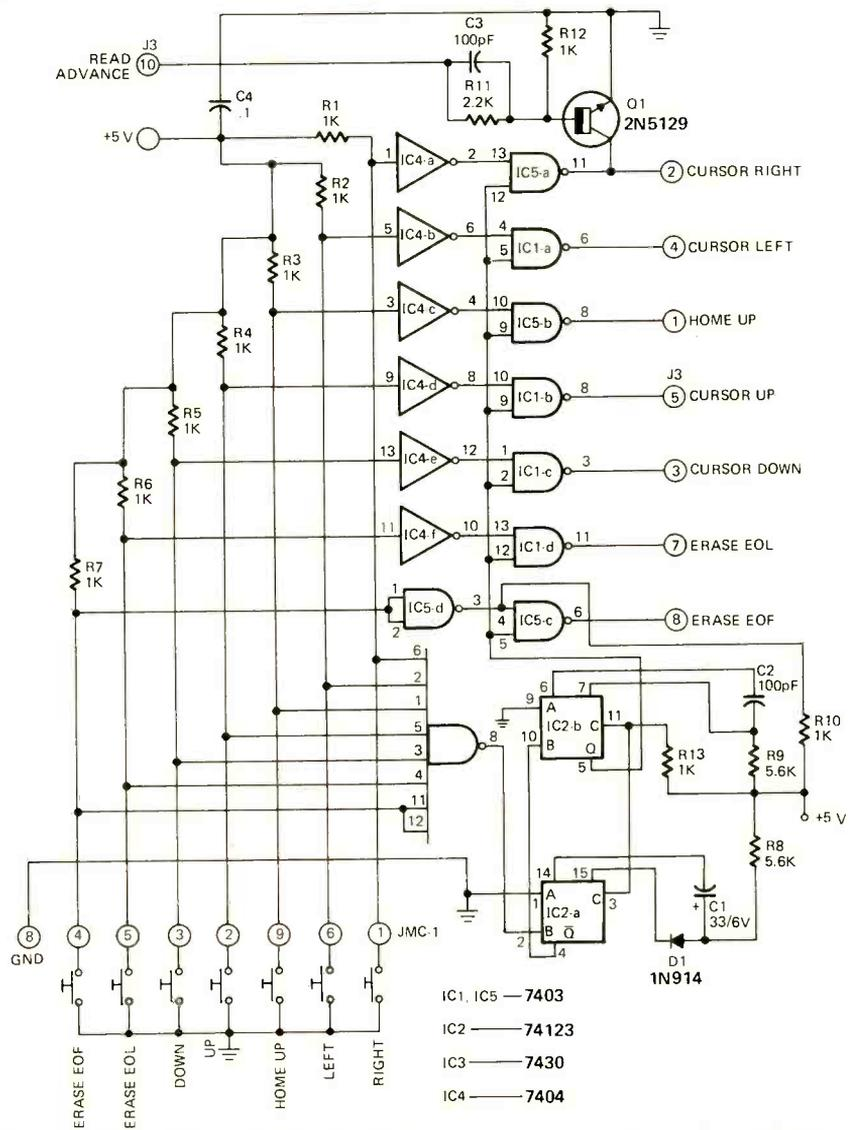 C3
100pF
R12
1K
J3
READ
ADVANCE
10
R11
2.2K
Q1
2N5129
C4
.1
R1
1K
+5 V
1
IC4-a
2
13
IC5-a
11
12
2
CURSOR RIGHT
R2
1K
5
IC4-b
6
4
IC1-a
6
5
4
CURSOR LEFT
R3
1K
3
IC4-c
4
10
IC5-b
8
9
1
HOME UP
R4
1K
9
IC4-d
8
10
IC1-b
8
9
J3
5
CURSOR UP
R5
1K
13
IC4-e
12
1
IC1-c
3
2
3
CURSOR DOWN
R6
1K
11
IC4-f
10
13
IC1-d
11
12
7
ERASE EOL
R7
1K
1
IC5-d
3
2
4
IC5-c
6
5
8
ERASE EOF
6
2
1
5
3
4
11
12
8
6
7
9
A
IC2-b
C
11
10
B
Q
5
C2
100pF
R13
1K
R9
5.6K
R10
1K
+5 V
R8
5.6K
14
15
1
A
IC2-a
C
3
2
B
Q
4
C1
+
33/6V
D1
1N914
8
GND
4
5
3
2
9
6
1
JMC-1
ERASE EOF
ERASE EOL
DOWN
UP
HOME UP
LEFT
RIGHT
IC1, IC5 — 7403
IC2 — 74123
IC3 — 7430
IC4 — 7404